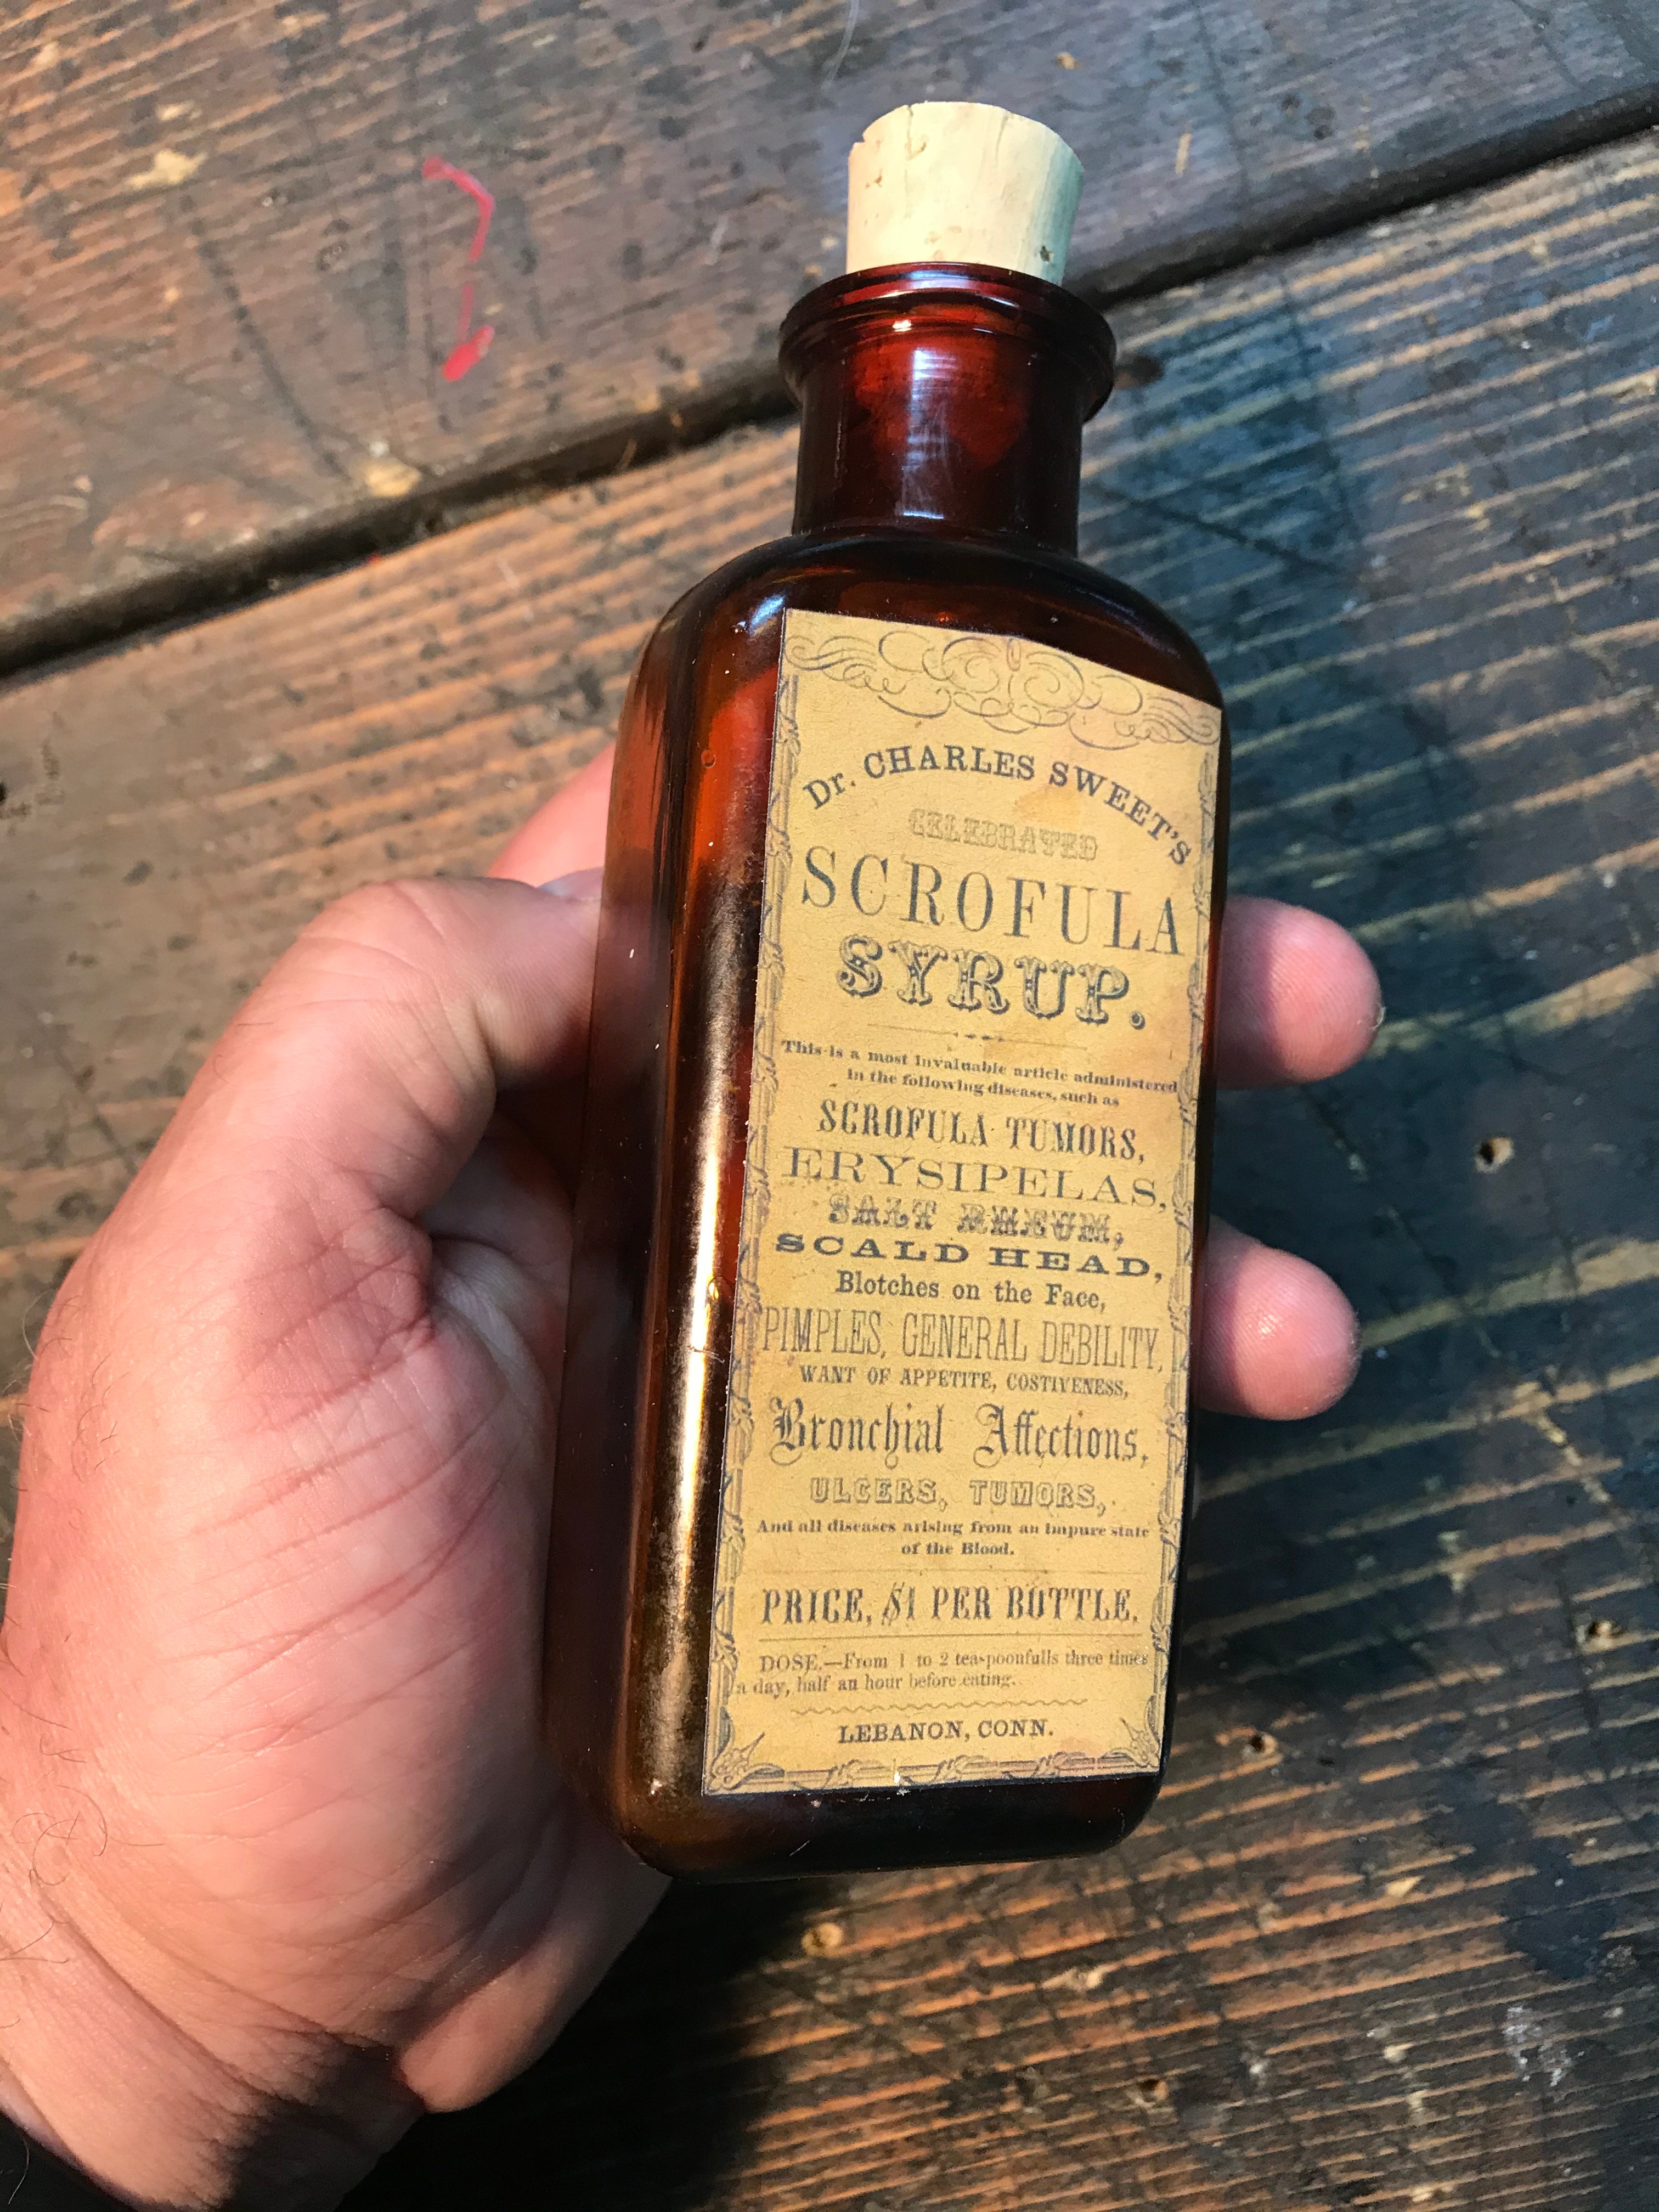 Dr. CHARLES SWEET'S
CELEBRATED
SCROFULA
SYRUP.
This is a most invaluable article administered
in the following diseases, such as
SCROFULA TUMORS,
ERYSIPELAS,
SALT RHEUM,
SCALD HEAD,
Blotches on the Face,
PIMPLES, GENERAL DEBILITY,
WANT OF APPETITE, COSTIVENESS,
Bronchial Affections,
ULCERS, TUMORS,
And all diseases arising from an impure state
of the Blood.
PRICE, $1 PER BOTTLE.
DOSE.—From 1 to 2 tea-poonfulls three times
a day, half an hour before eating.
LEBANON, CONN.